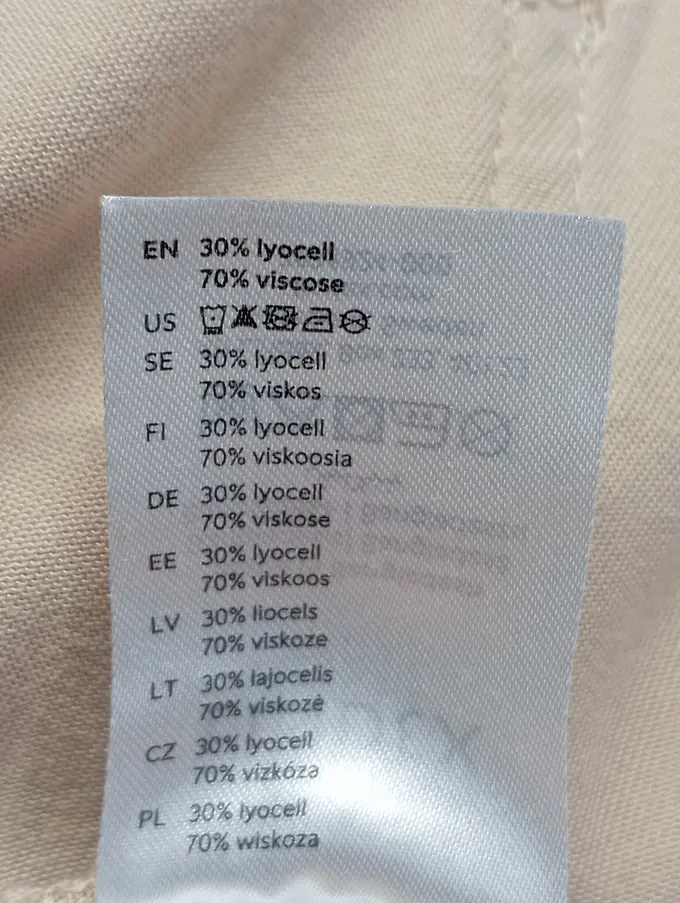 EN 30% lyocell
70% viscose
US
SE 30% lyocell
70% viskos
FI 30% lyocell
70% viskoosia
DE 30% lyocell
70% viskose
EE 30% lyocell
70% viskoos
LV 30% liocels
70% viskoze
LT 30% lajocelis
70% viskozė
CZ 30% lyocell
70% vizkóza
PL 30% lyocell
70% wiskoza